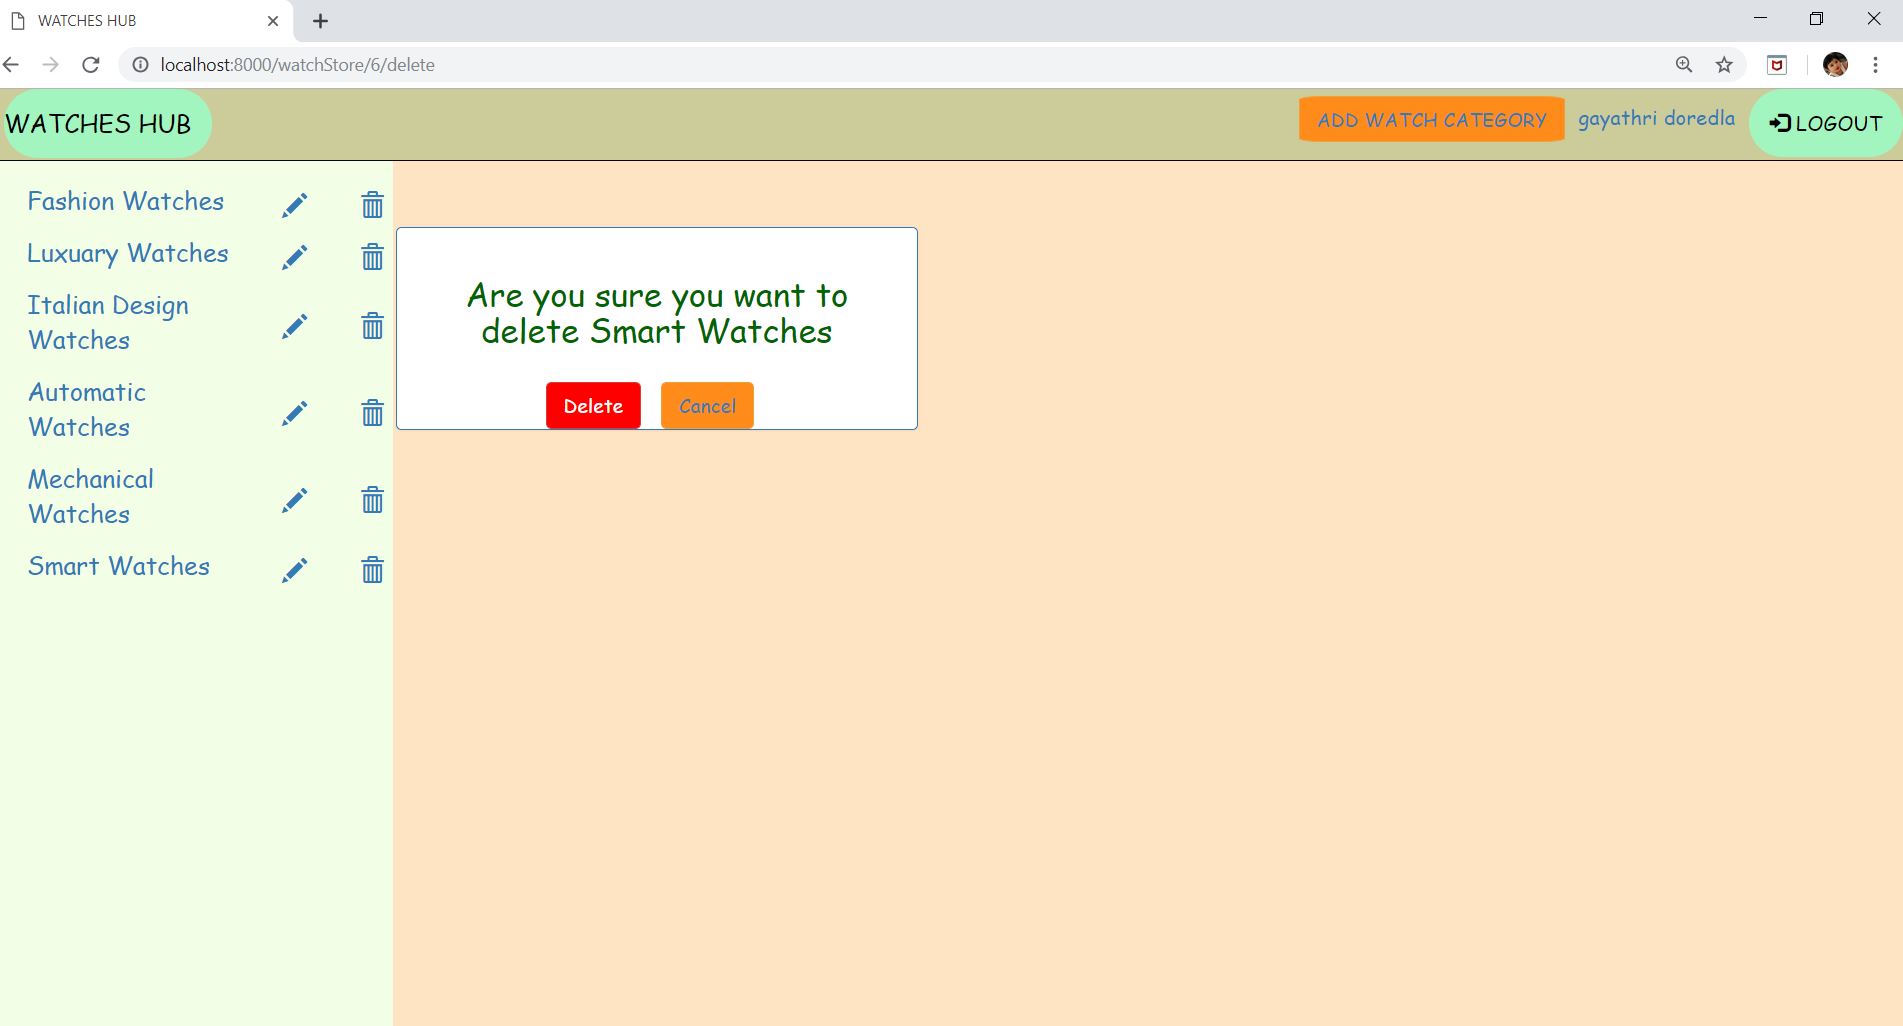 WATCHES HUB
localhost:8000/watchStore/6/delete
WATCHES HUB
ADD WATCH CATEGORY
gayathri doredla
LOGOUT
Fashion Watches
Luxuary Watches
Italian Design
Watches
Automatic
Watches
Mechanical
Watches
Smart Watches
Are you sure you want to
delete Smart Watches
Delete
Cancel